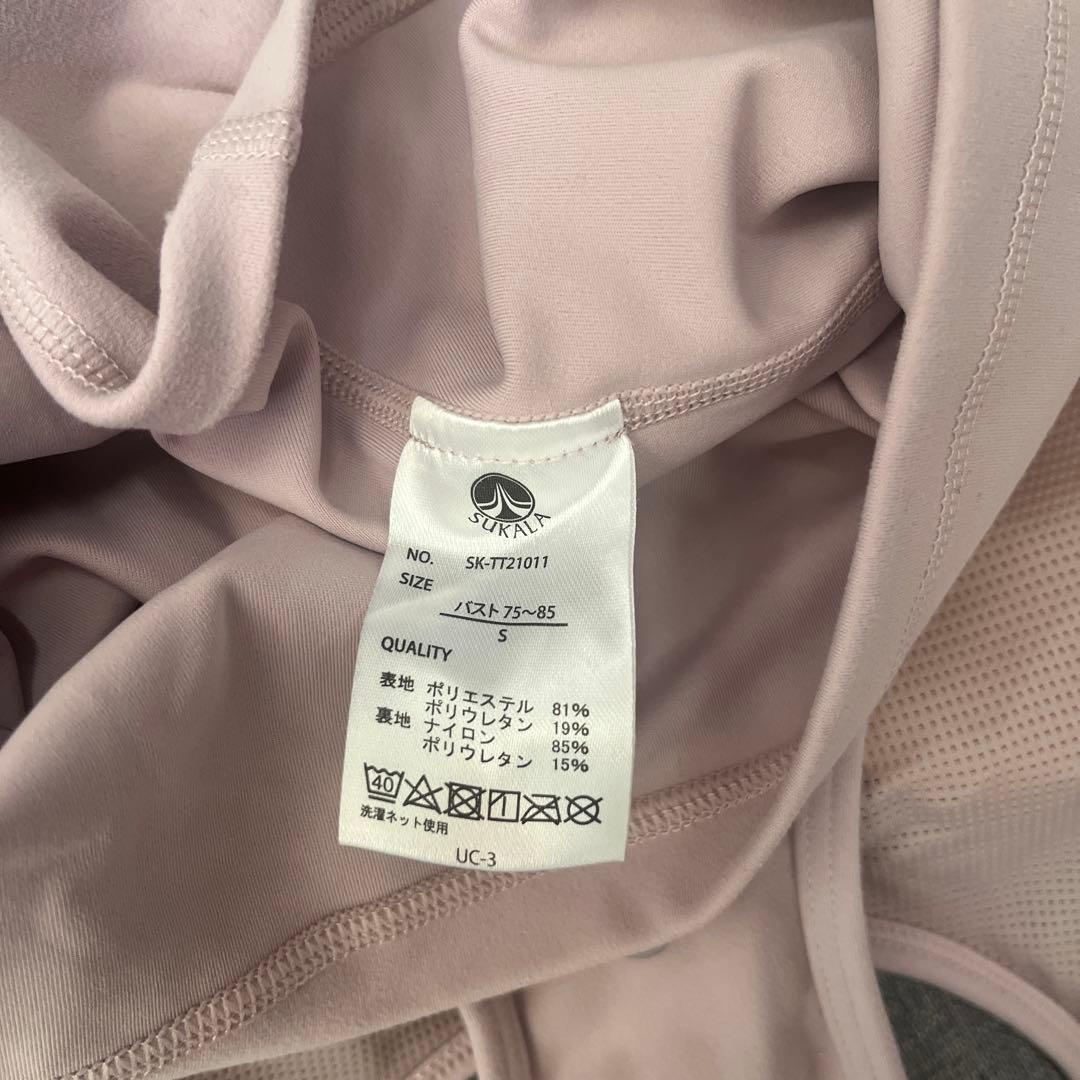 SUKALA
NO. SK-TT21011
SIZE
バスト 75～85
S
QUALITY
表地 ポリエステル 81%
ポリウレタン 19%
裏地 ナイロン 85%
ポリウレタン 15%
40
洗濯ネット使用
UC-3